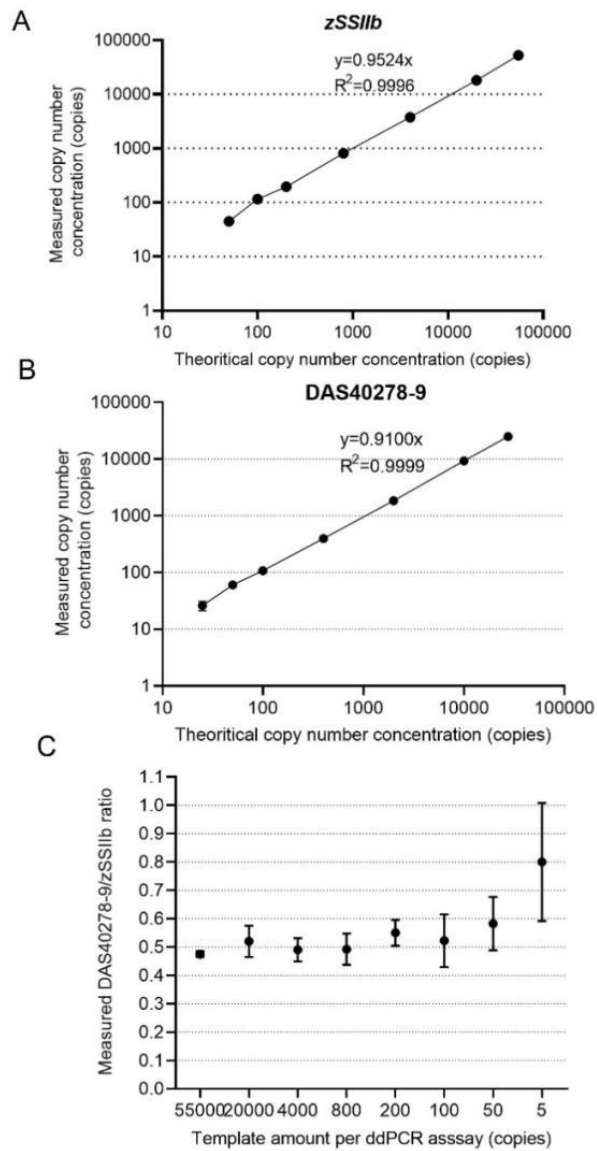 A
zSSIIb
100000
y=0.9524x
R²=0.9996
10000
1000
100
10
1
Measured copy number
concentration (copies)
10 100 1000 10000 100000
Theoritical copy number concentration (copies)
B
DAS40278-9
100000
y=0.9100x
R²=0.9999
10000
1000
100
10
1
Measured copy number
concentration (copies)
10 100 1000 10000 100000
Theoritical copy number concentration (copies)
C
1.1
1.0
0.9
0.8
0.7
0.6
0.5
0.4
0.3
0.2
0.1
0.0
Measured DAS40278-9/zSSIIb ratio
55000 20000 4000 800 200 100 50 5
Template amount per ddPCR asssay (copies)